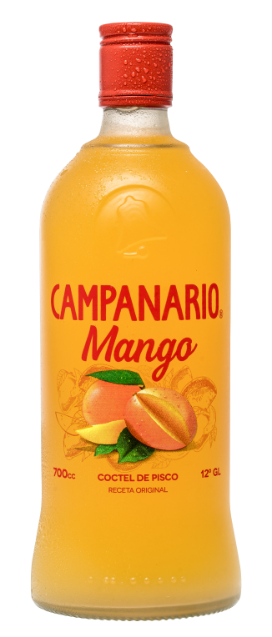 CAMPANARIO®
Mango
700cc COCTEL DE PISCO 12° GL
RECETA ORIGINAL